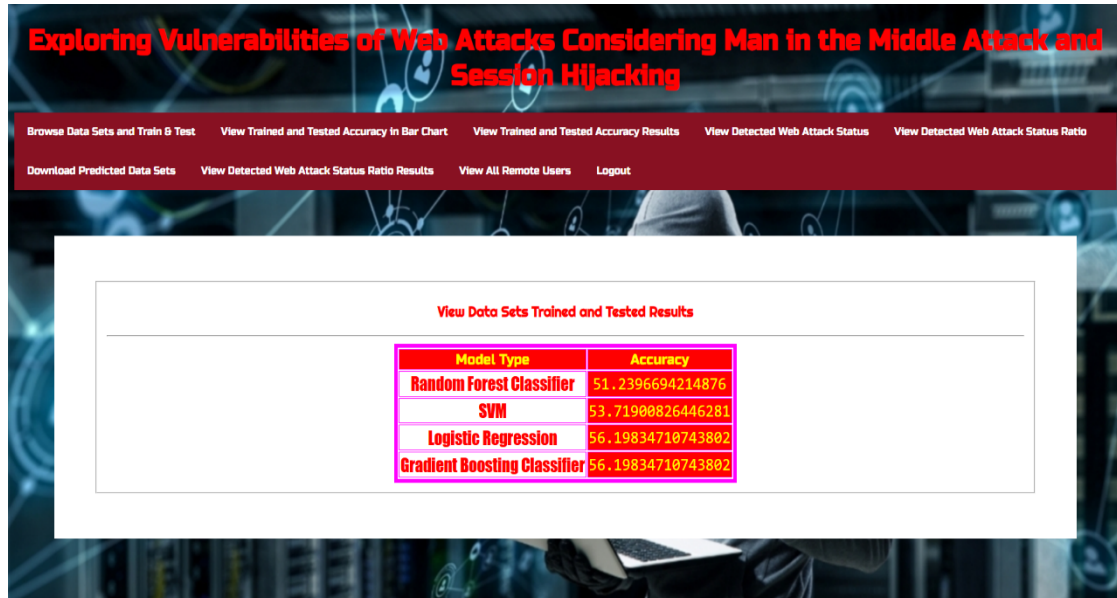 Exploring Vulnerabilities of Web Attacks Considering Man in the Middle Attack and
Session Hijacking
Browse Data Sets and Train & Test View Trained and Tested Accuracy in Bar Chart View Trained and Tested Accuracy Results View Detected Web Attack Status View Detected Web Attack Status Ratio
Download Predicted Data Sets View Detected Web Attack Status Ratio Results View All Remote Users Logout
View Data Sets Trained and Tested Results
Model Type Accuracy
Random Forest Classifier 51.2396694214876
SVM 53.71900826446281
Logistic Regression 56.19834710743802
Gradient Boosting Classifier 56.19834710743802